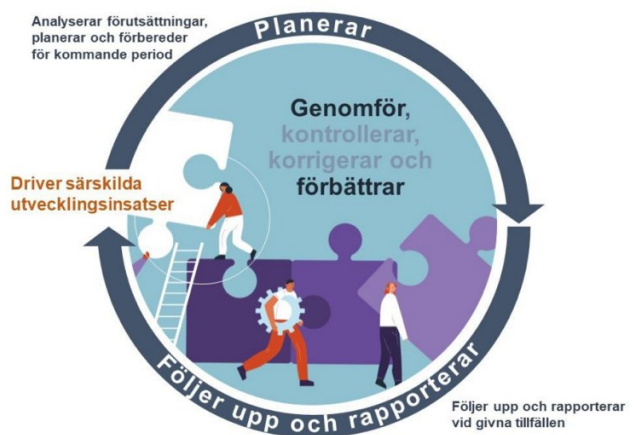 Analyserar förutsättningar,
planerar och förbereder
för kommande period
Planerar
Genomför,
kontrollerar,
korrigerar och
förbättrar
Driver särskilda
utvecklingsinsatser
Följer upp och rapporterar
Följer upp och rapporterar
vid givna tillfällen